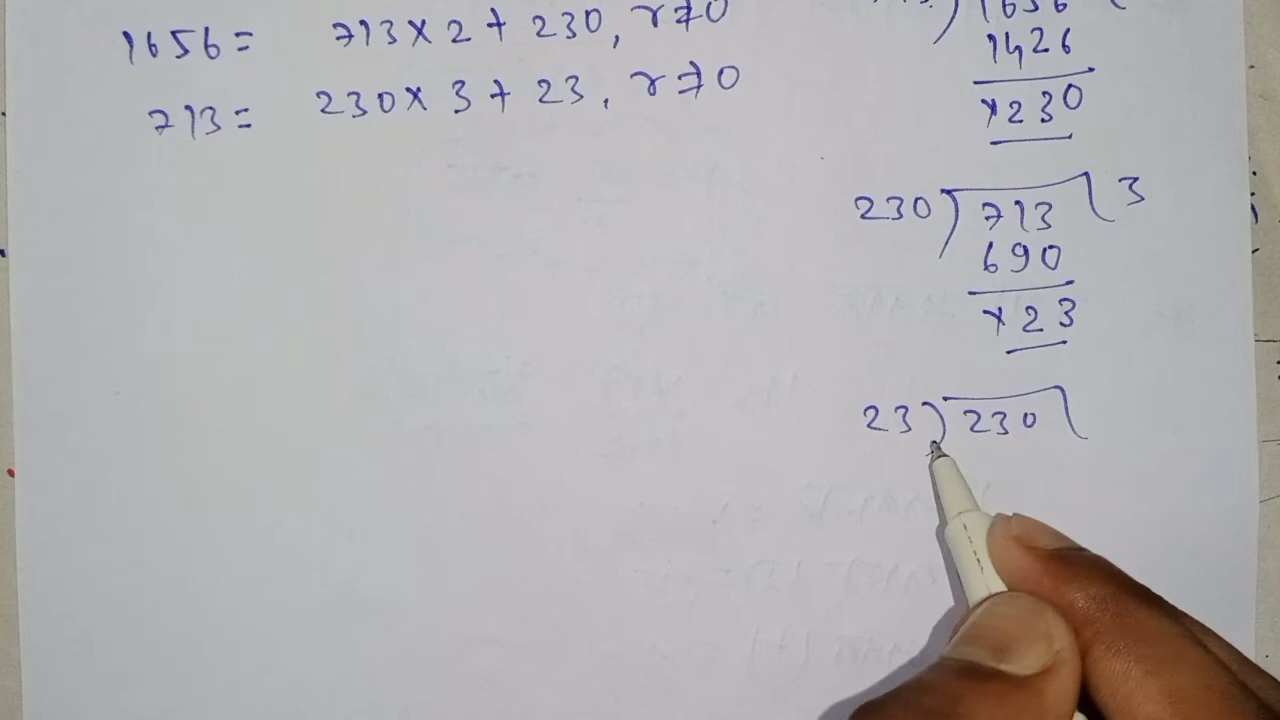 1656 = 713 × 2 + 230, r ≠ 0
713 = 230 × 3 + 23, r ≠ 0
) 1656 (
1426
× 230
230 ) 713 ( 3
690
× 23
23 ) 230 (